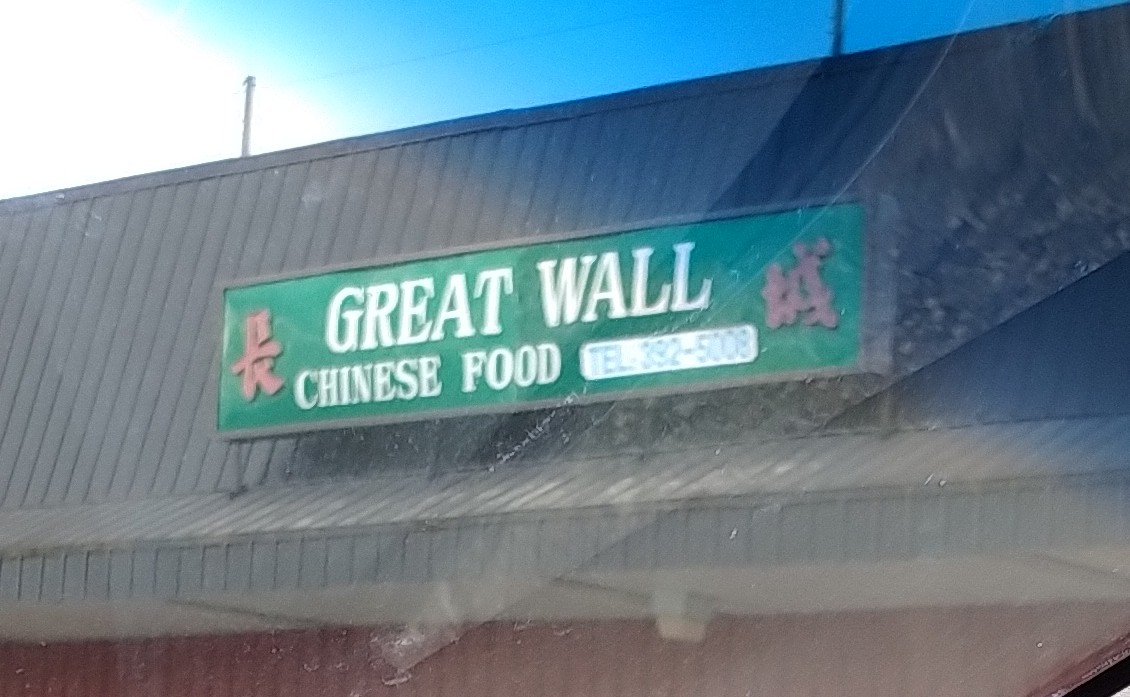 長
GREAT WALL
城
CHINESE FOOD
TEL. 392-5008